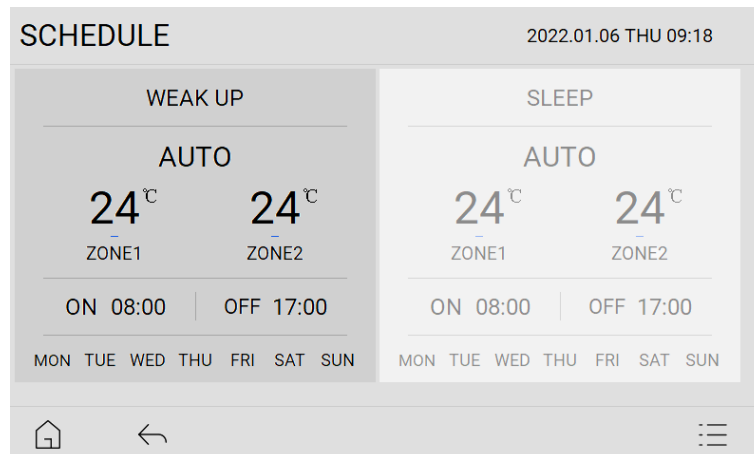 SCHEDULE
2022.01.06 THU 09:18
WEAK UP
AUTO
24℃ 24℃
ZONE1 ZONE2
ON 08:00 OFF 17:00
MON TUE WED THU FRI SAT SUN
SLEEP
AUTO
24℃ 24℃
ZONE1 ZONE2
ON 08:00 OFF 17:00
MON TUE WED THU FRI SAT SUN